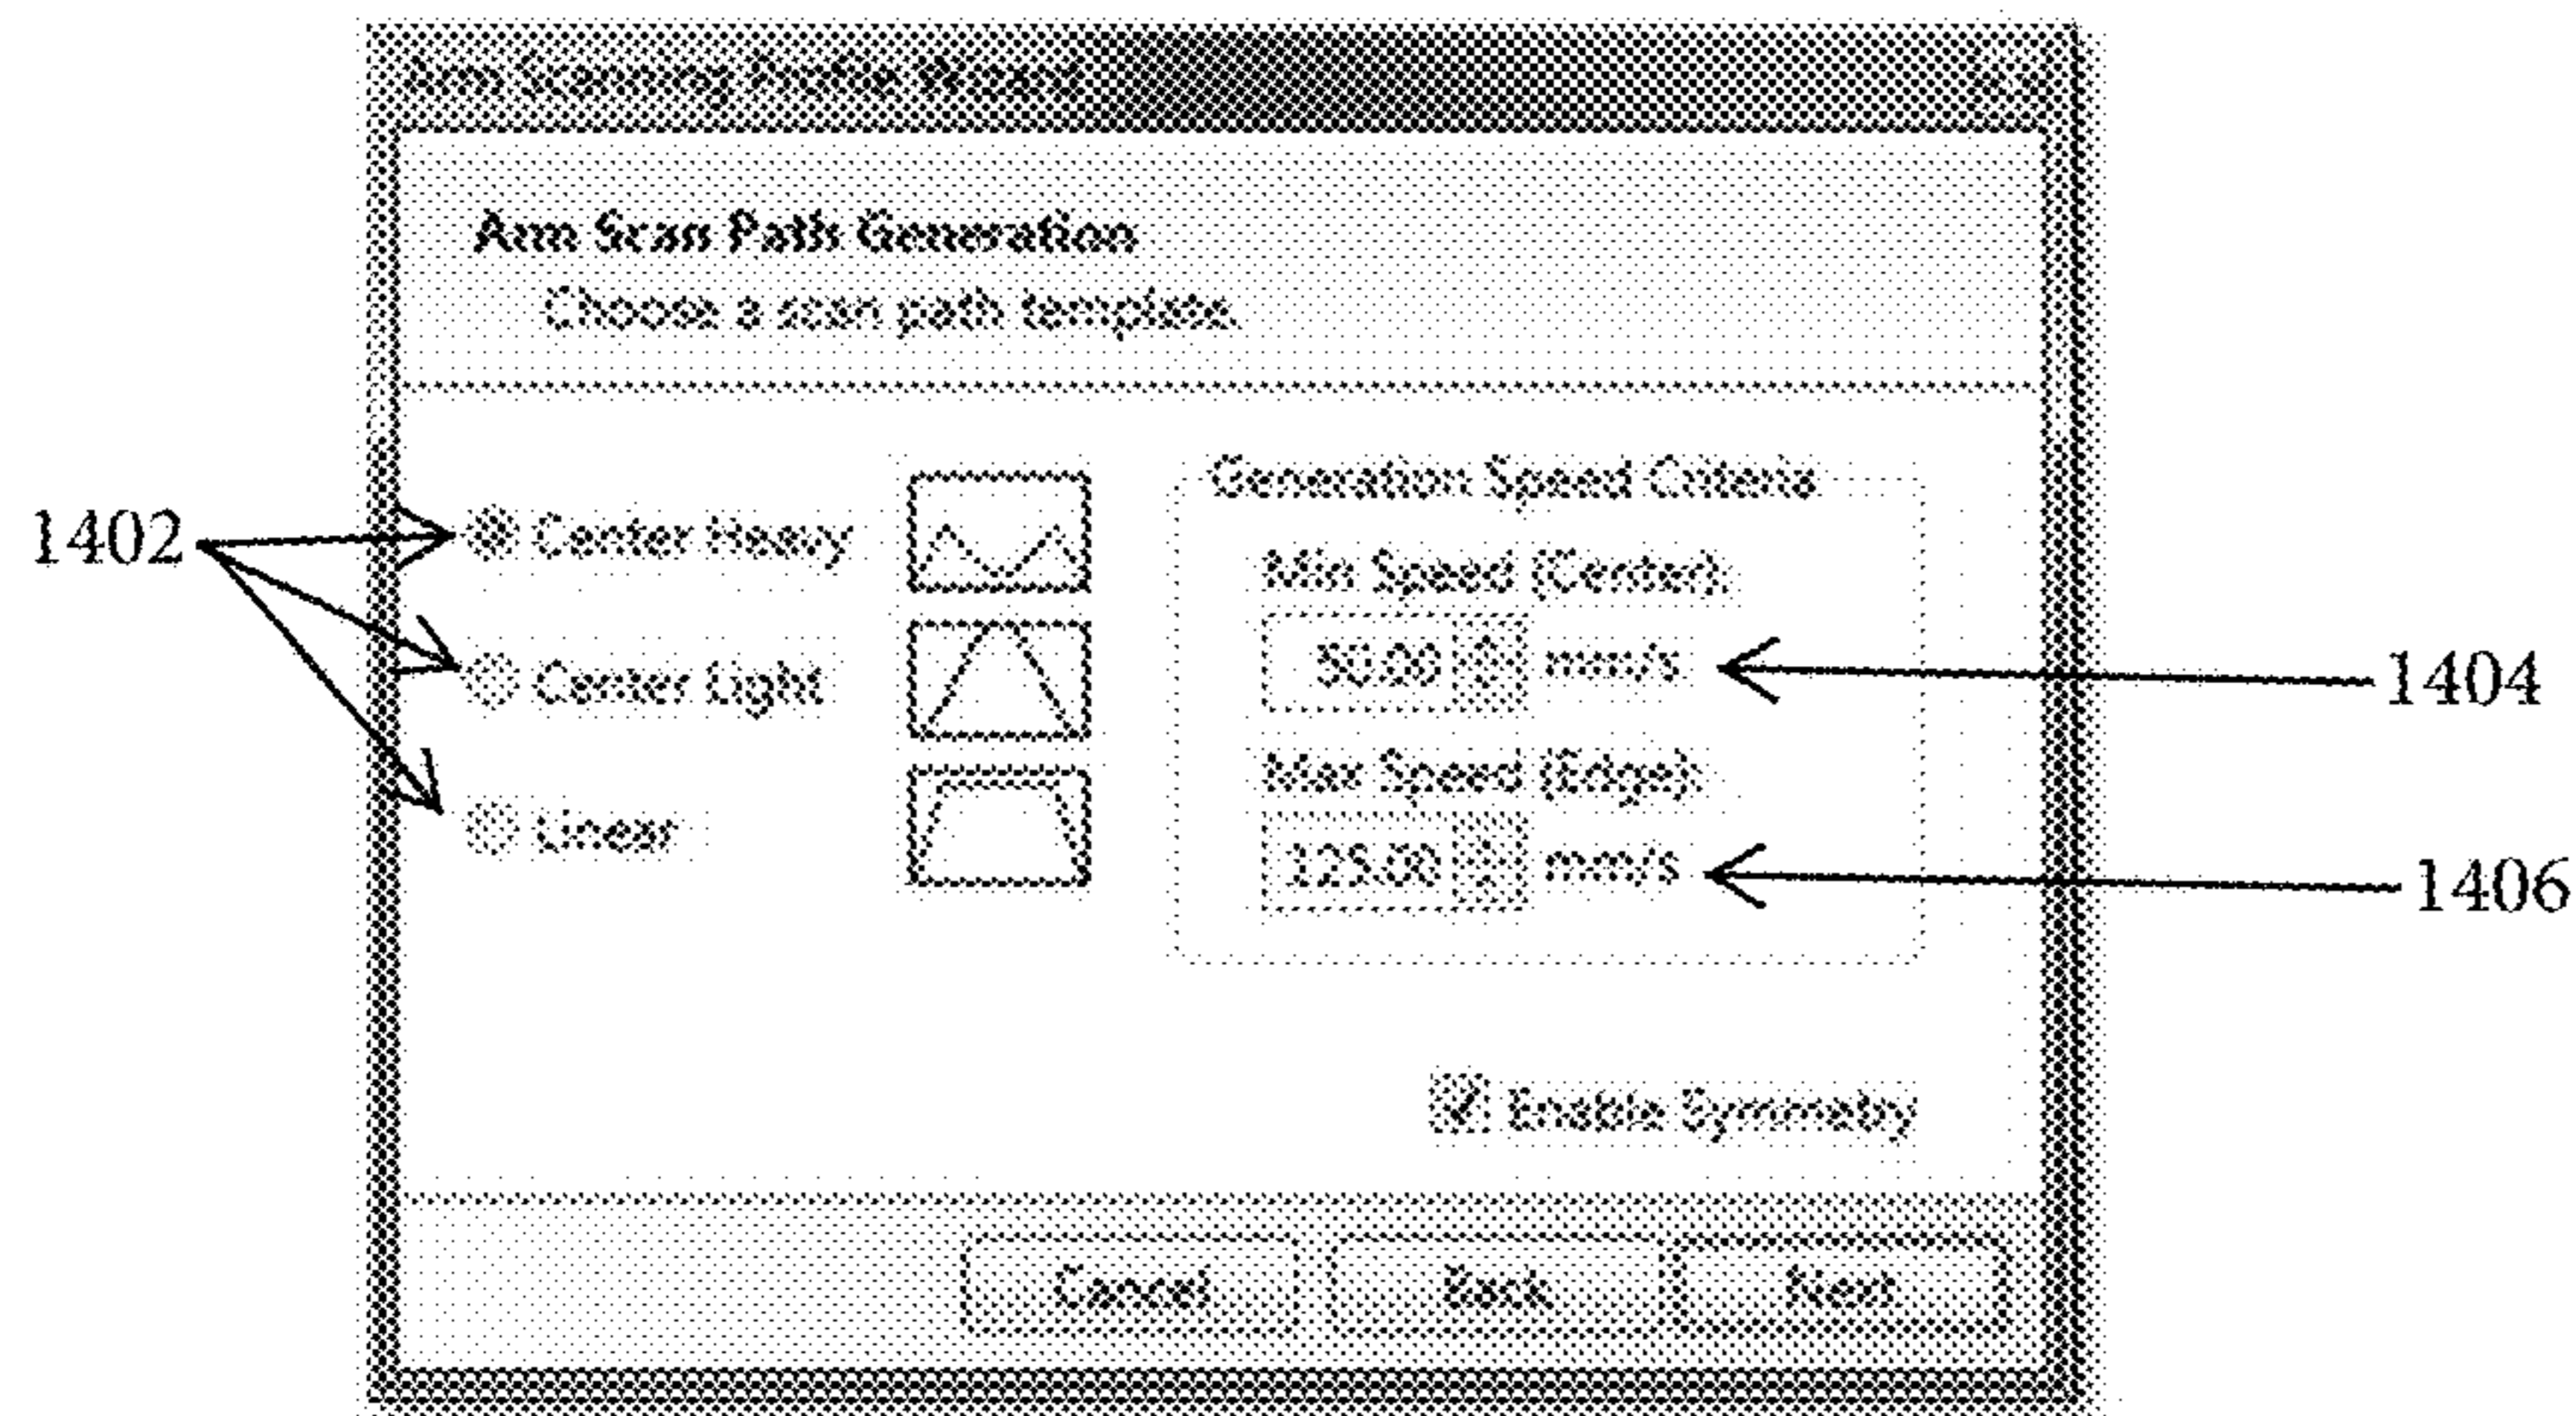 Arm Scanning Profile Wizard
Arm Scan Path Generation
Choose a scan path template.
Generation Speed Criteria
1402
Center Heavy
Min Speed (Center):
50.00 mm/s
1404
Center Light
Max Speed (Edge):
Linear
125.00 mm/s
1406
Enable Symmetry
Cancel Back Next